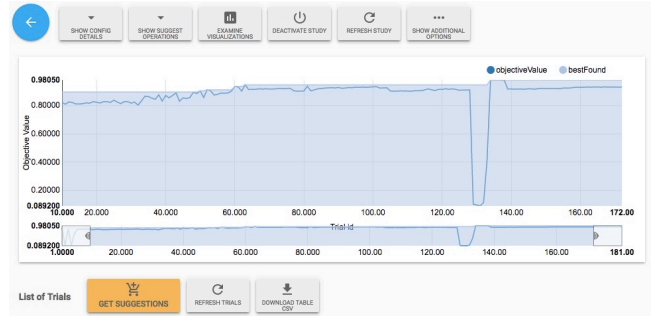 SHOW CONFIG DETAILS
SHOW SUGGEST OPERATIONS
EXAMINE VISUALIZATIONS
DEACTIVATE STUDY
REFRESH STUDY
SHOW ADDITIONAL OPTIONS
objectiveValue bestFound
Objective Value
0.98050
0.80000
0.60000
0.40000
0.20000
0.089200
10.000 20.000 40.000 60.000 80.000 100.00 120.00 140.00 160.00 172.00
Trial Id
0.98050
0.089200
1.0000 20.000 40.000 60.000 80.000 100.00 120.00 140.00 160.00 181.00
List of Trials
GET SUGGESTIONS
REFRESH TRIALS
DOWNLOAD TABLE CSV